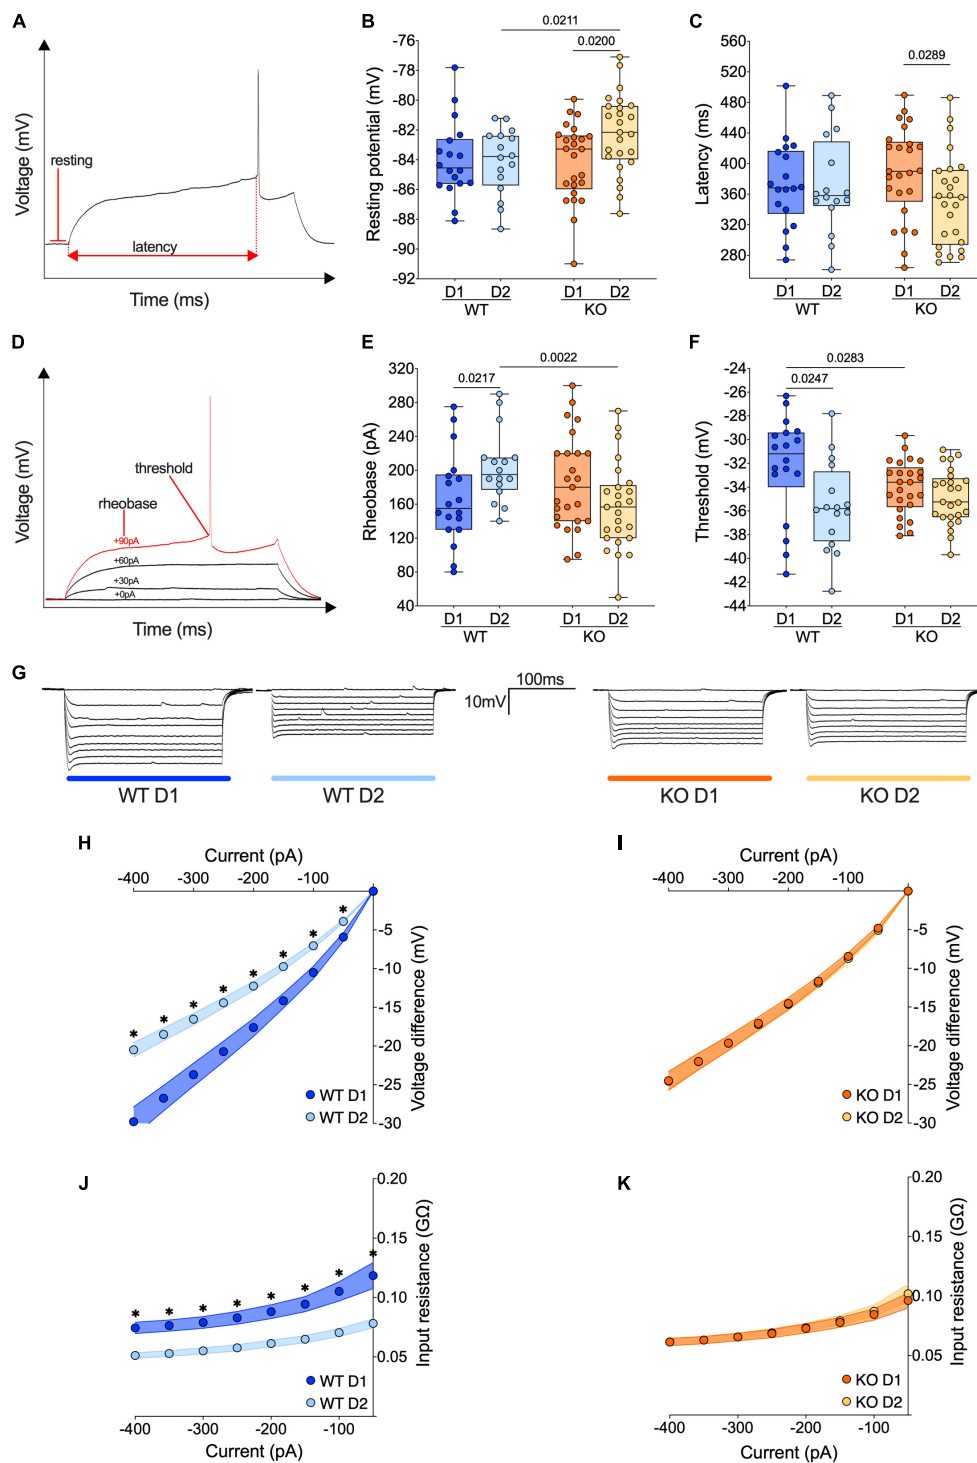 A
Voltage (mV)
resting
latency
Time (ms)
B
Resting potential (mV)
0.0211
0.0200
-76
-78
-80
-82
-84
-86
-88
-90
-92
D1 D2 D1 D2
WT KO
C
Latency (ms)
0.0289
560
520
480
440
400
360
320
280
D1 D2 D1 D2
WT KO
D
Voltage (mV)
threshold
rheobase
+90pA
+60pA
+30pA
+0pA
Time (ms)
E
Rheobase (pA)
0.0022
0.0217
320
280
240
200
160
120
80
40
D1 D2 D1 D2
WT KO
F
Threshold (mV)
0.0283
0.0247
-24
-26
-28
-30
-32
-34
-36
-38
-40
-42
-44
D1 D2 D1 D2
WT KO
G
100ms
10mV
WT D1
WT D2
KO D1
KO D2
H
Current (pA)
-400 -300 -200 -100
* * * * * * * *
-5
-10
-15
-20
-25
-30
Voltage difference (mV)
WT D1
WT D2
I
Current (pA)
-400 -300 -200 -100
-5
-10
-15
-20
-25
-30
Voltage difference (mV)
KO D1
KO D2
J
0.20
0.15
0.10
0.05
Input resistance (GΩ)
* * * * * * * *
WT D1
WT D2
-400 -300 -200 -100
Current (pA)
K
0.20
0.15
0.10
0.05
Input resistance (GΩ)
KO D1
KO D2
-400 -300 -200 -100
Current (pA)